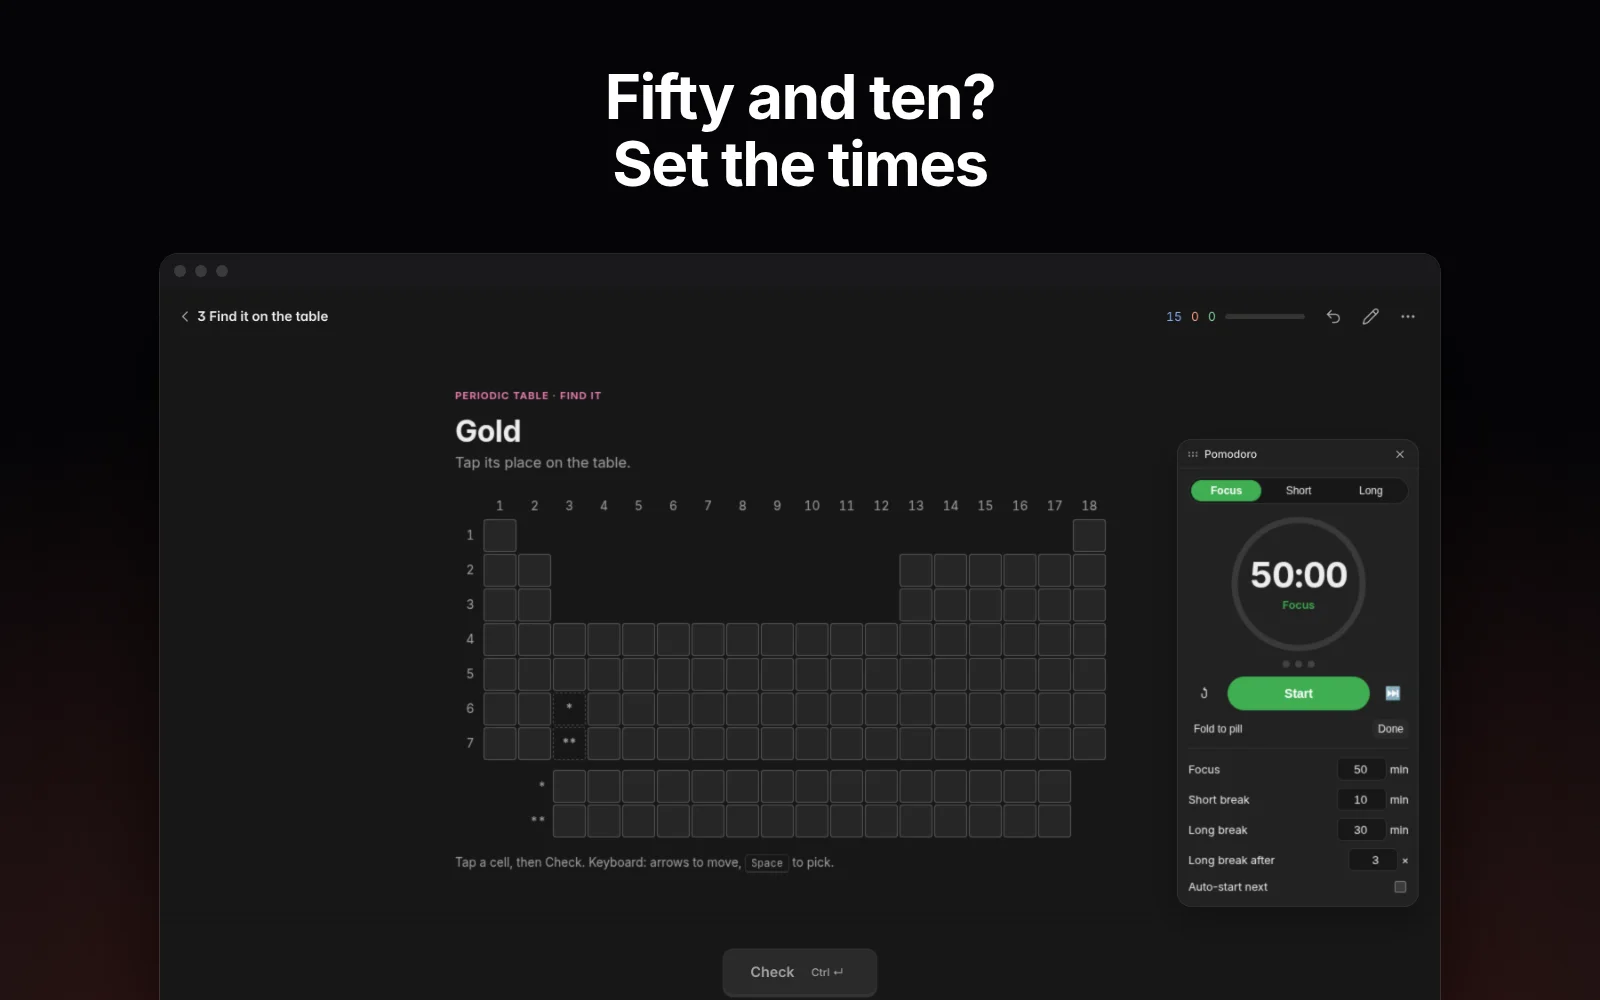 Fifty and ten?
Set the times
3 Find it on the table
15 0 0
PERIODIC TABLE · FIND IT
Gold
Tap its place on the table.
1 2 3 4 5 6 7 8 9 10 11 12 13 14 15 16 17 18
1
2
3
4
5
6 *
7 **
*
**
Tap a cell, then Check. Keyboard: arrows to move, Space to pick.
Check Ctrl ↵
Pomodoro ×
Focus Short Long
50:00
Focus
Start
Fold to pill Done
Focus 50 min
Short break 10 min
Long break 30 min
Long break after 3 ×
Auto-start next